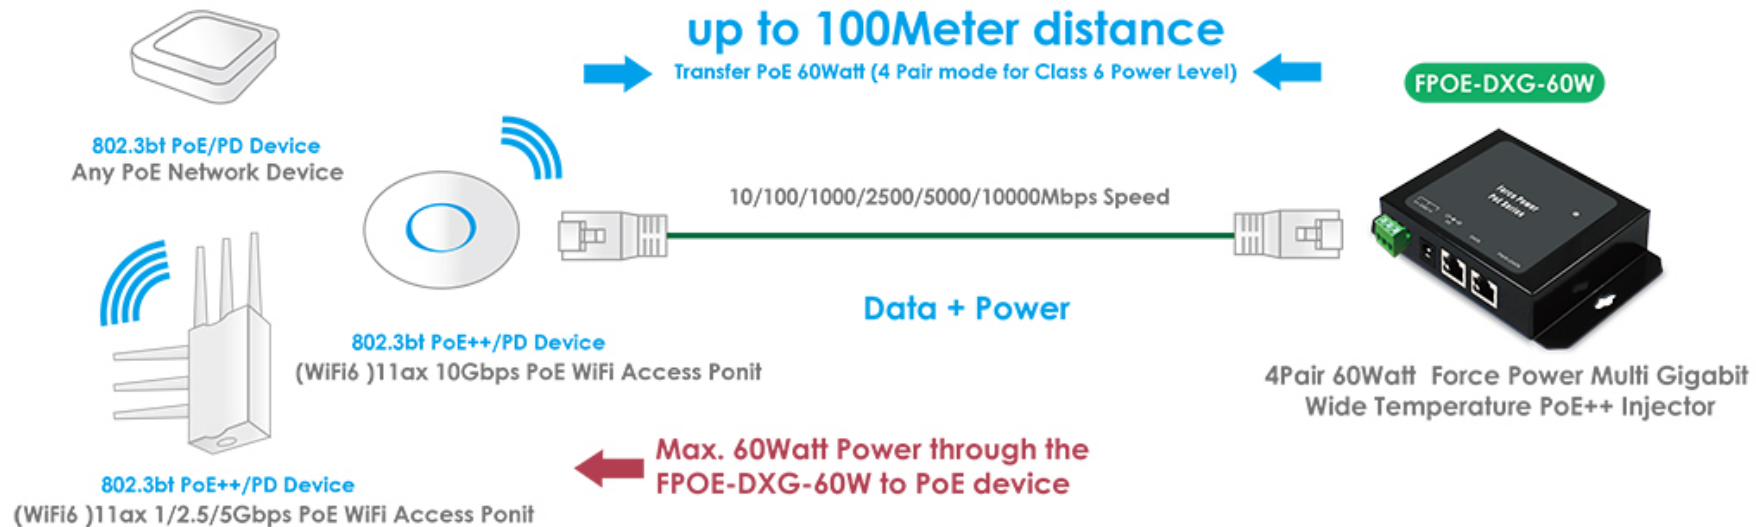 up to 100Meter distance
Transfer PoE 60Watt (4 Pair mode for Class 6 Power Level)
FPOE-DXG-60W
802.3bt PoE/PD Device
Any PoE Network Device
10/100/1000/2500/5000/10000Mbps Speed
Force Power
PoE Series
Data + Power
802.3bt PoE++/PD Device
(WiFi6 )11ax 10Gbps PoE WiFi Access Ponit
4Pair 60Watt Force Power Multi Gigabit
Wide Temperature PoE++ Injector
Max. 60Watt Power through the
FPOE-DXG-60W to PoE device
802.3bt PoE++/PD Device
(WiFi6 )11ax 1/2.5/5Gbps PoE WiFi Access Ponit